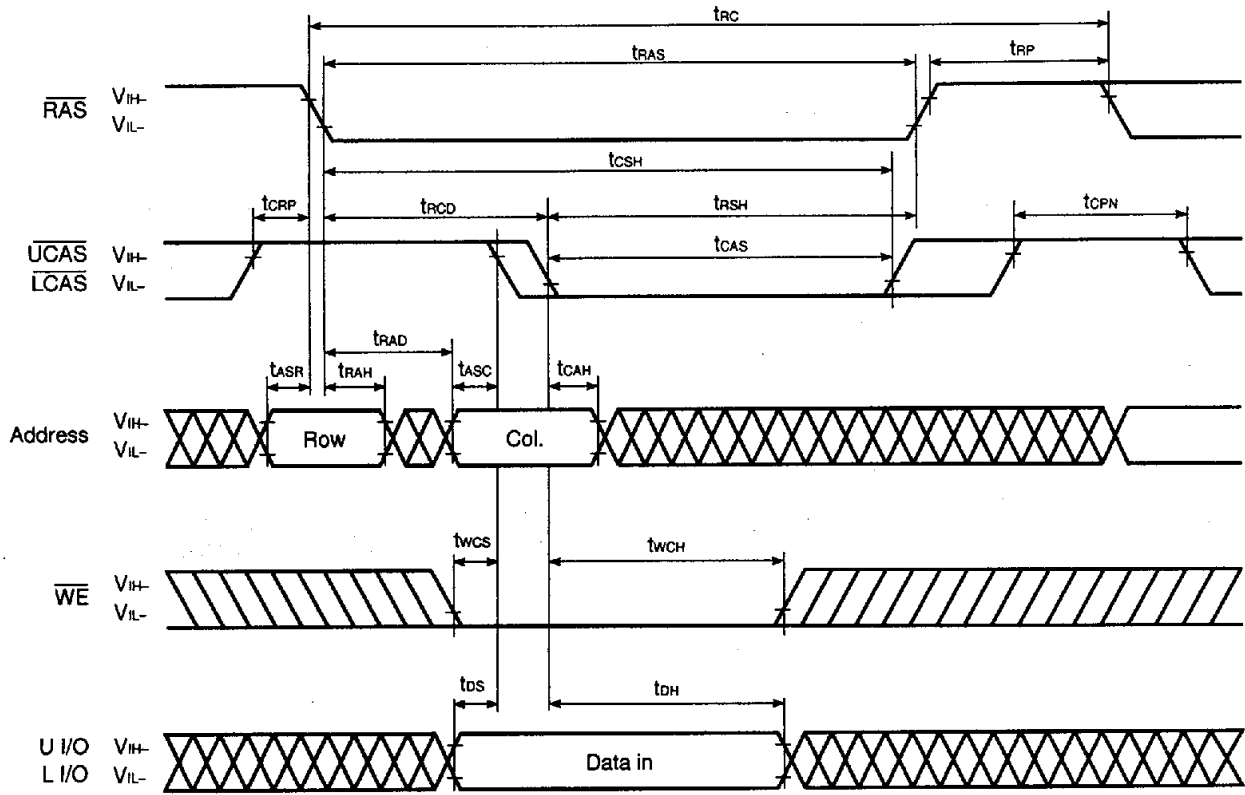 tRC
tRAS
tRP
RAS
VIH–
VIL–
tCSH
tCRP
tRCD
tRSH
tCPN
UCAS
LCAS
VIH–
VIL–
tCAS
tRAD
tASR
tRAH
tASC
tCAH
Address
VIH–
VIL–
Row
Col.
tWCS
tWCH
WE
VIH–
VIL–
tDS
tDH
U I/O
L I/O
VIH–
VIL–
Data in